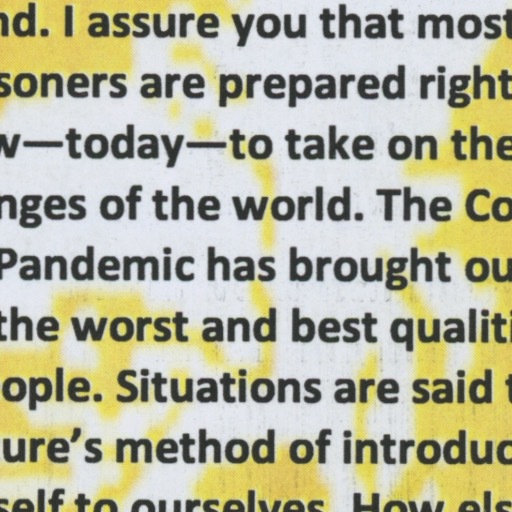 nd. I assure you that most
soners are prepared right
w—today—to take on the
nges of the world. The Co
Pandemic has brought ou
the worst and best qualiti
ople. Situations are said t
ure's method of introduc
self to ourselves. How els